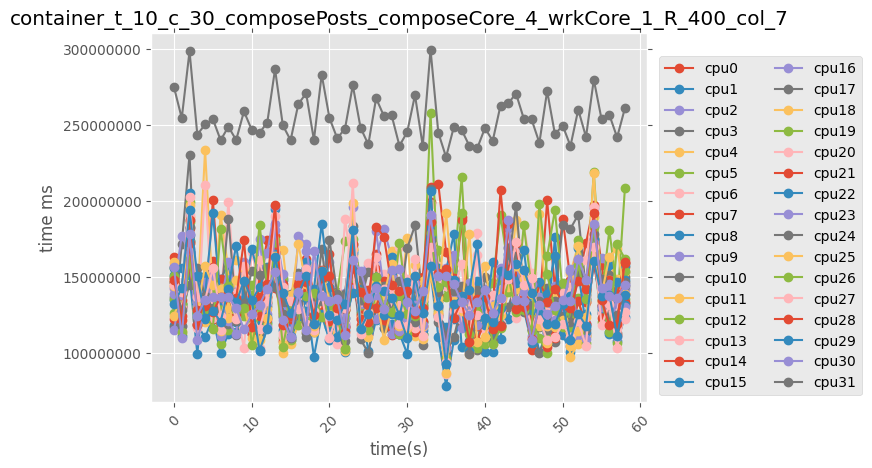 container_t_10_c_30_composePosts_composeCore_4_wrkCore_1_R_400_col_7
300000000
250000000
200000000
150000000
100000000
time ms
0
10
20
30
40
50
60
time(s)
cpu0
cpu1
cpu2
cpu3
cpu4
cpu5
cpu6
cpu7
cpu8
cpu9
cpu10
cpu11
cpu12
cpu13
cpu14
cpu15
cpu16
cpu17
cpu18
cpu19
cpu20
cpu21
cpu22
cpu23
cpu24
cpu25
cpu26
cpu27
cpu28
cpu29
cpu30
cpu31